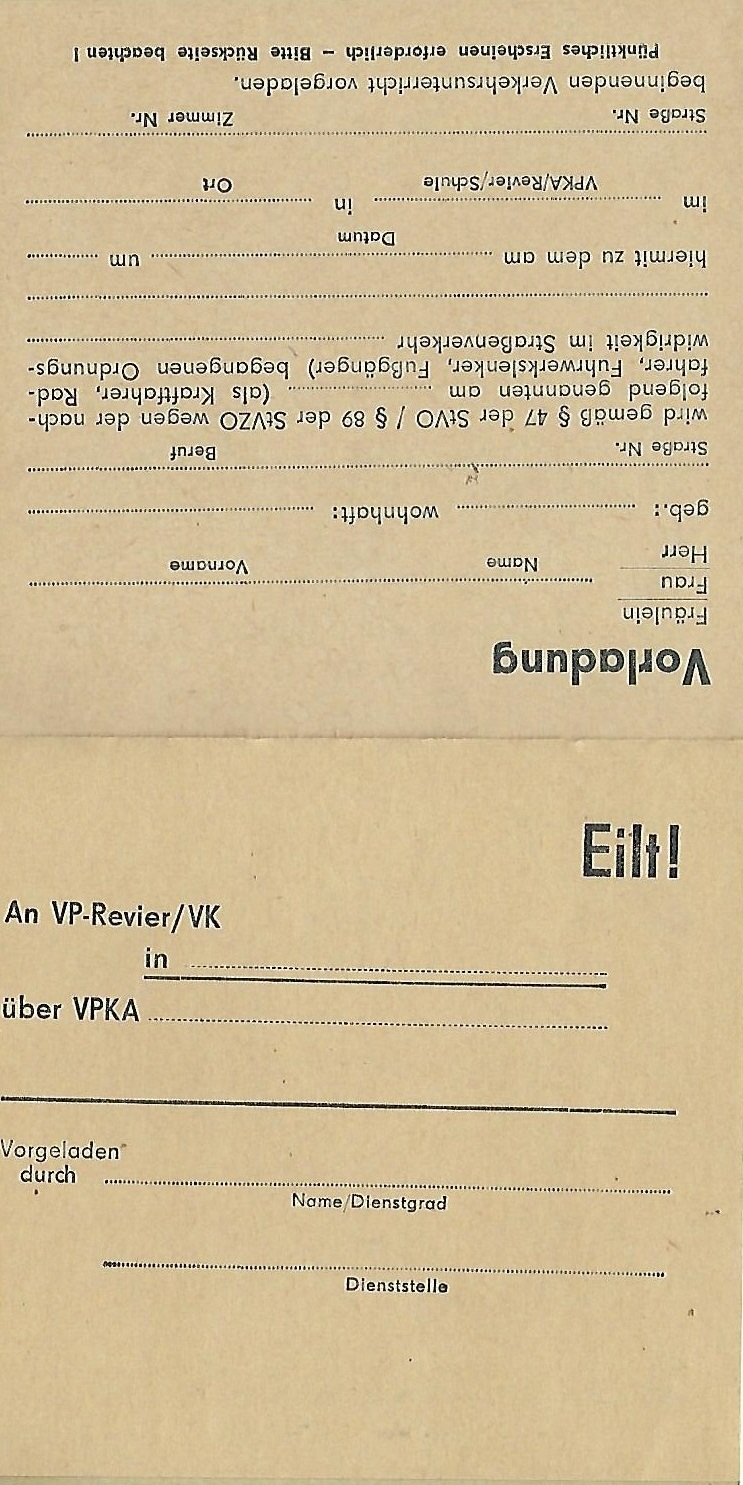 Vorladung
Fräulein
Frau
Herr
Name Vorname
geb.: wohnhaft:
Straße Nr. Beruf
wird gemäß § 47 der StVO / § 89 der StVZO wegen der nach-
folgend genannten am (als Kraftfahrer, Rad-
fahrer, Fuhrwerkslenker, Fußgänger) begangenen Ordnungs-
widrigkeit im Straßenverkehr
hiermit zu dem am um
Datum
im in
VPKA/Revier/Schule Ort
Straße Nr. Zimmer Nr.
beginnenden Verkehrsunterricht vorgeladen.
Pünktliches Erscheinen erforderlich – Bitte Rückseite beachten !
Eilt!
An VP-Revier/VK
in
über VPKA
Vorgeladen
durch
Name/Dienstgrad
Dienststelle